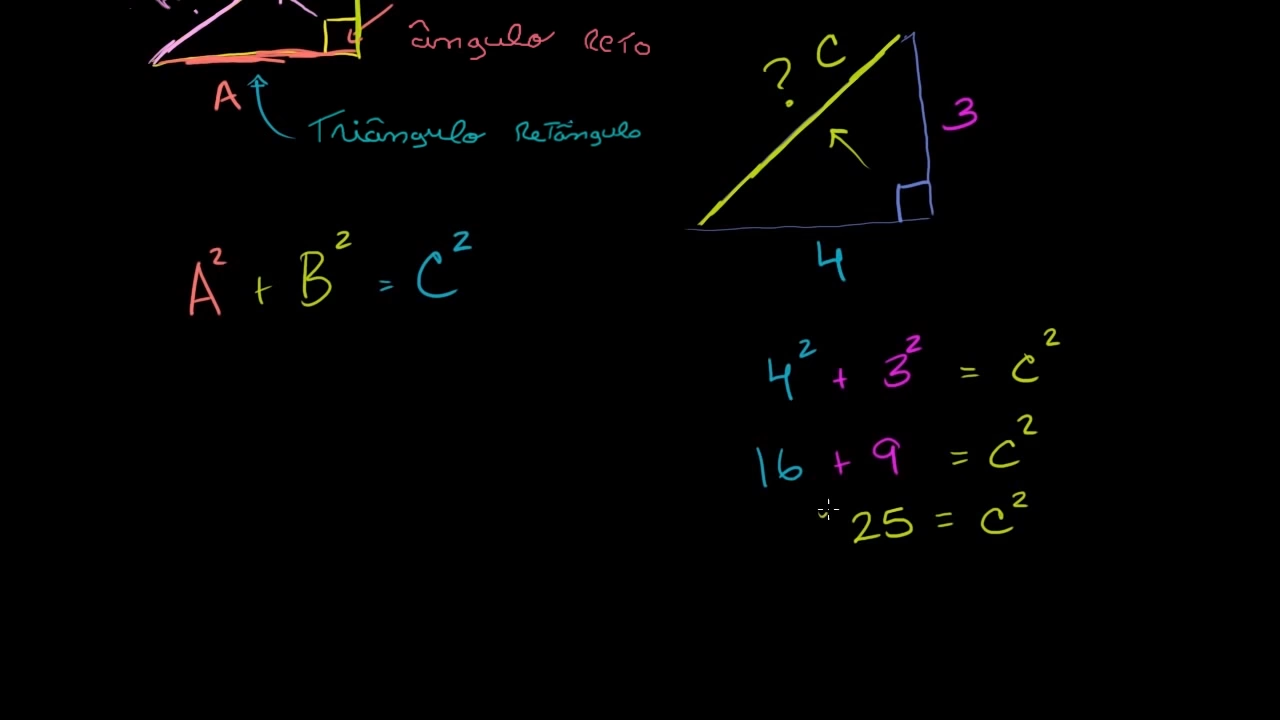 ângulo Reto
A
Triângulo Retângulo
A² + B² = C²
? C
3
4
4² + 3² = C²
16 + 9 = C²
25 = C²